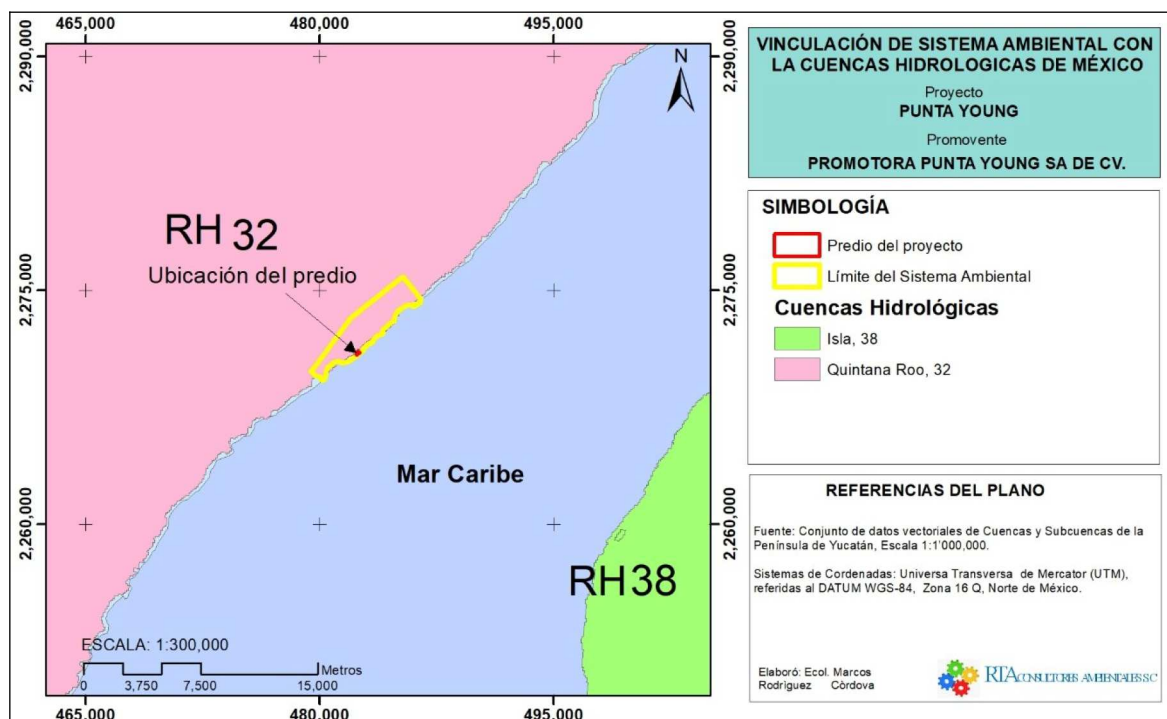 465,000
480,000
495,000
2,290,000
2,290,000
N
RH 32
Ubicación del predio
2,275,000
2,275,000
Mar Caribe
2,260,000
2,260,000
RH 38
ESCALA: 1:300,000
Metros
0
3,750
7,500
15,000
465,000
480,000
495,000
VINCULACIÓN DE SISTEMA AMBIENTAL CON
LA CUENCAS HIDROLOGICAS DE MÉXICO
Proyecto
PUNTA YOUNG
Promovente
PROMOTORA PUNTA YOUNG SA DE CV.
SIMBOLOGÍA
Predio del proyecto
Límite del Sistema Ambiental
Cuencas Hidrológicas
Isla, 38
Quintana Roo, 32
REFERENCIAS DEL PLANO
Fuente: Conjunto de datos vectoriales de Cuencas y Subcuencas de la
Península de Yucatán, Escala 1:1'000,000.
Sistemas de Cordenadas: Universa Transversa de Mercator (UTM),
referidas al DATUM WGS-84, Zona 16 Q, Norte de México.
Elaboró: Ecol. Marcos
Rodríguez Córdova
RTA CONSULTORES AMBIENTALES S.C